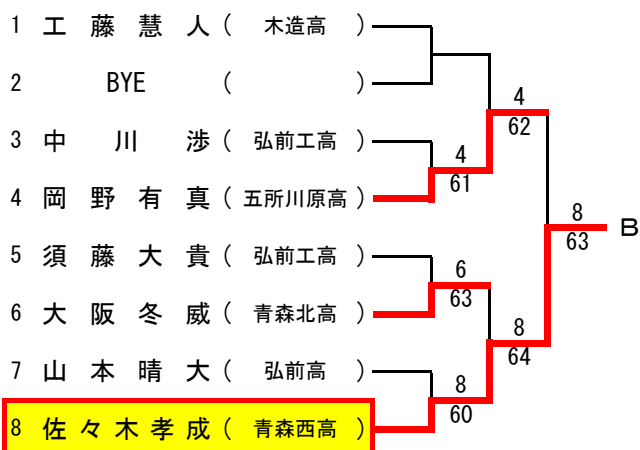 1 工藤慧人（ 木造高 ）
2 BYE （ ）
3 中川渉（ 弘前工高 ）
4 岡野有真（ 五所川原高 ）
5 須藤大貴（ 弘前工高 ）
6 大阪冬威（ 青森北高 ）
7 山本晴大（ 弘前高 ）
8 佐々木孝成（ 青森西高 ）
4
61
6
63
8
60
4
62
8
64
8
63
B